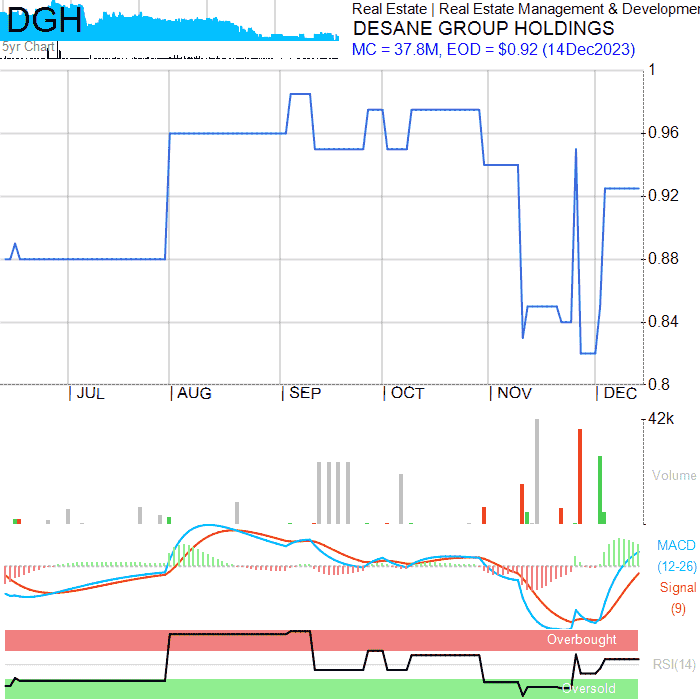 DGH
5yr Chart
Real Estate | Real Estate Management & Developmen
DESANE GROUP HOLDINGS
MC = 37.8M, EOD = $0.92 (14Dec2023)
1
0.96
0.92
0.88
0.84
0.8
JUL AUG SEP OCT NOV DEC
42k
Volume
MACD
(12-26)
Signal
(9)
Overbought
RSI(14)
Oversold